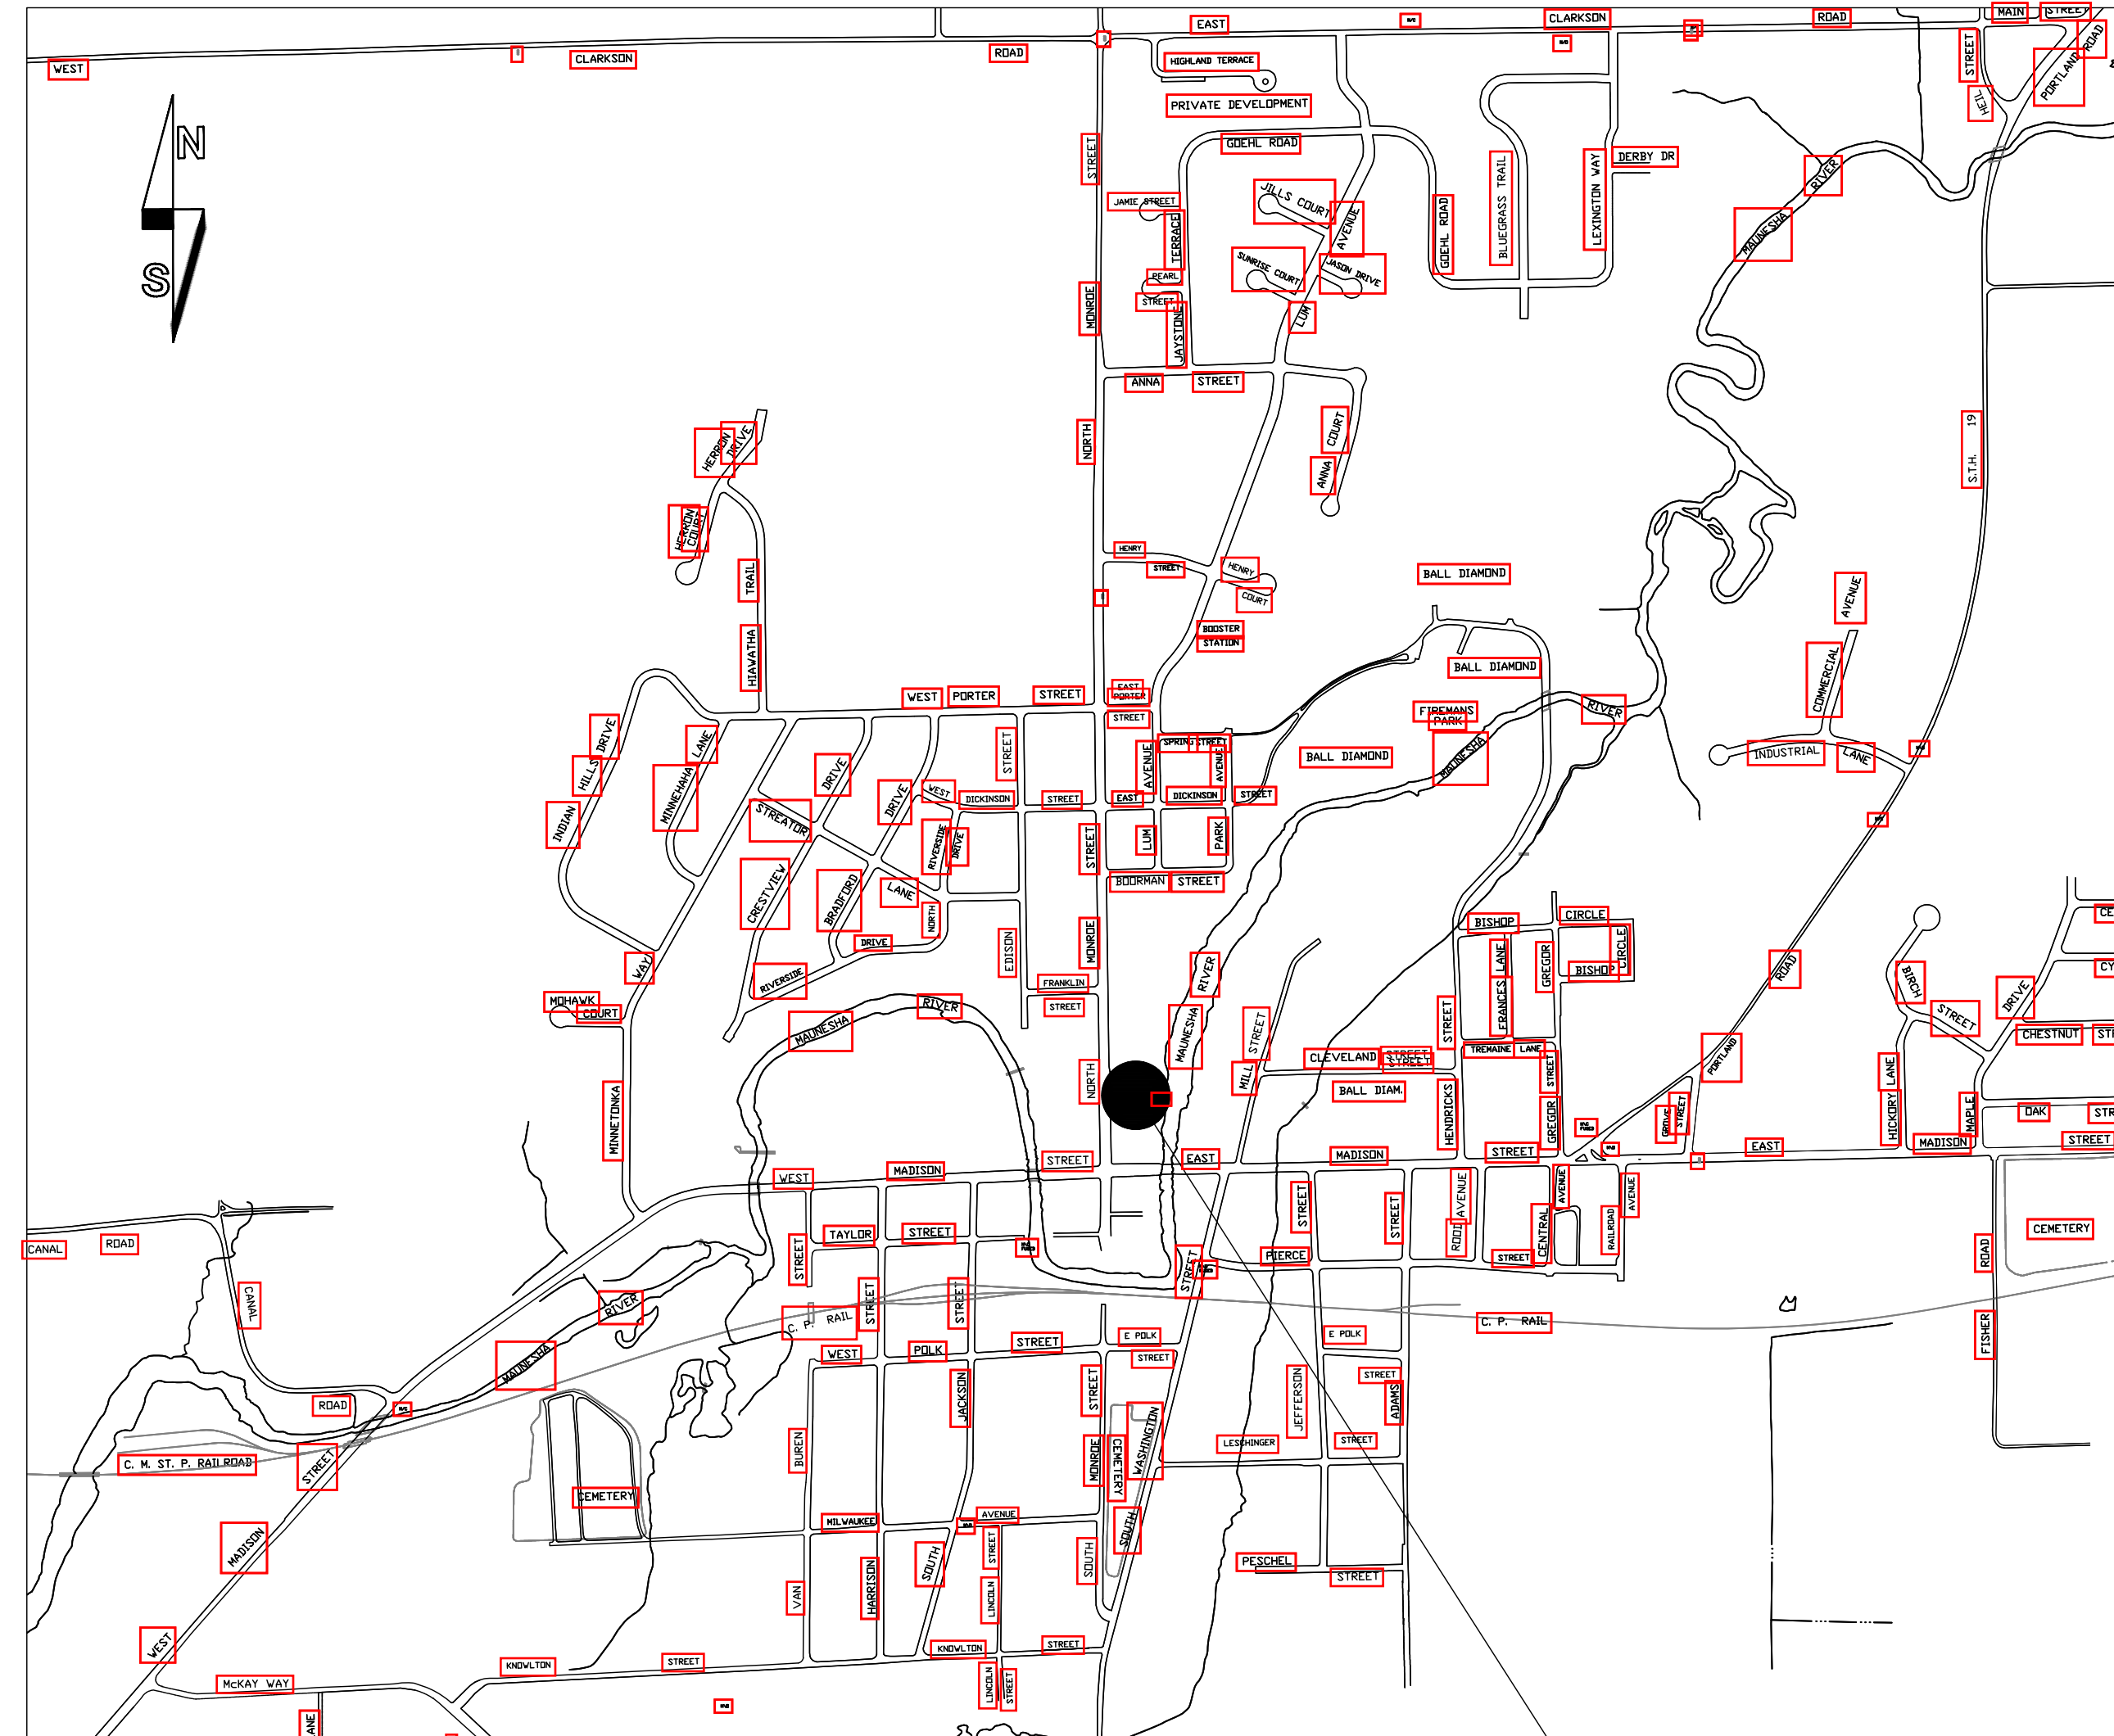 EAST
CLARKSON
ROAD
MAIN
STREET
WEST
CLARKSON
ROAD
HIGHLAND TERRACE
STREET
PORTLAND
ROAD
HEIL
PRIVATE DEVELOPMENT
N
S
STREET
GOEHL ROAD
LEXINGTON WAY
DERBY DR
BLUEGRASS TRAIL
RIVER
MAUNESHA
JAMIE STREET
JILLS COURT
AVENUE
GOEHL ROAD
TERRACE
SUNRISE COURT
JASON DRIVE
PEARL
STREET
MONROE
LUM
JAYSTONE
ANNA
STREET
HERRON
DRIVE
NORTH
ANNA
COURT
S.T.H. 19
HERRON
COURT
TRAIL
HENRY
STREET
HENRY
COURT
BALL DIAMOND
AVENUE
BOOSTER
STATION
HIAWATHA
BALL DIAMOND
COMMERCIAL
WEST
PORTER
STREET
EAST
PORTER
STREET
FIREMANS
PARK
RIVER
DRIVE
LANE
STREET
SPRING STREET
BALL DIAMOND
MAUNESHA
INDUSTRIAL
LANE
HILLS
MINNEHAHA
DRIVE
DRIVE
WEST
DICKINSON
STREET
AVENUE
AVENUE
EAST
DICKINSON
STREET
INDIAN
STREATOR
RIVERSIDE
DRIVE
STREET
LUM
PARK
CRESTVIEW
BRADFORD
LANE
BOORMAN
STREET
NORTH
DRIVE
EDISON
MONROE
BISHOP
CIRCLE
CIRCLE
WAY
RIVERSIDE
FRANKLIN
STREET
RIVER
FRANCES LANE
GREGOR
BISHOP
ROAD
BIRCH
DRIVE
MOHAWK
COURT
RIVER
MAUNESHA
MAUNESHA
STREET
STREET
STREET
CHESTNUT
MINNETONKA
NORTH
MILL
CLEVELAND
STREET
STREET
TREMAINE LANE
STREET
PORTLAND
BALL DIAM.
HENDRICKS
GREGOR
GROVE
STREET
HICKORY LANE
MAPLE
OAK
WEST
MADISON
STREET
EAST
MADISON
STREET
EAST
MADISON
STREET
CANAL
ROAD
TAYLOR
STREET
STREET
STREET
STREET
STREET
PIERCE
AVENUE
STREET
AVENUE
CENTRAL
AVENUE
RAILROAD
CEMETERY
ROAD
CANAL
RIVER
C. P. RAIL
STREET
STREET
C. P. RAIL
FISHER
MAUNESHA
WEST
POLK
STREET
E POLK
STREET
E POLK
STREET
ROAD
JACKSON
STREET
JEFFERSON
ADAMS
C. M. ST. P. RAILROAD
STREET
BUREN
MONROE
CEMETERY
WASHINGTON
LESCHINGER
STREET
CEMETERY
MADISON
MILWAUKEE
AVENUE
STREET
SOUTH
SOUTH
SOUTH
PESCHEL
STREET
VAN
HARRISON
LINCOLN
WEST
KNOWLTON
STREET
KNOWLTON
STREET
McKAY WAY
LINCOLN
STREET